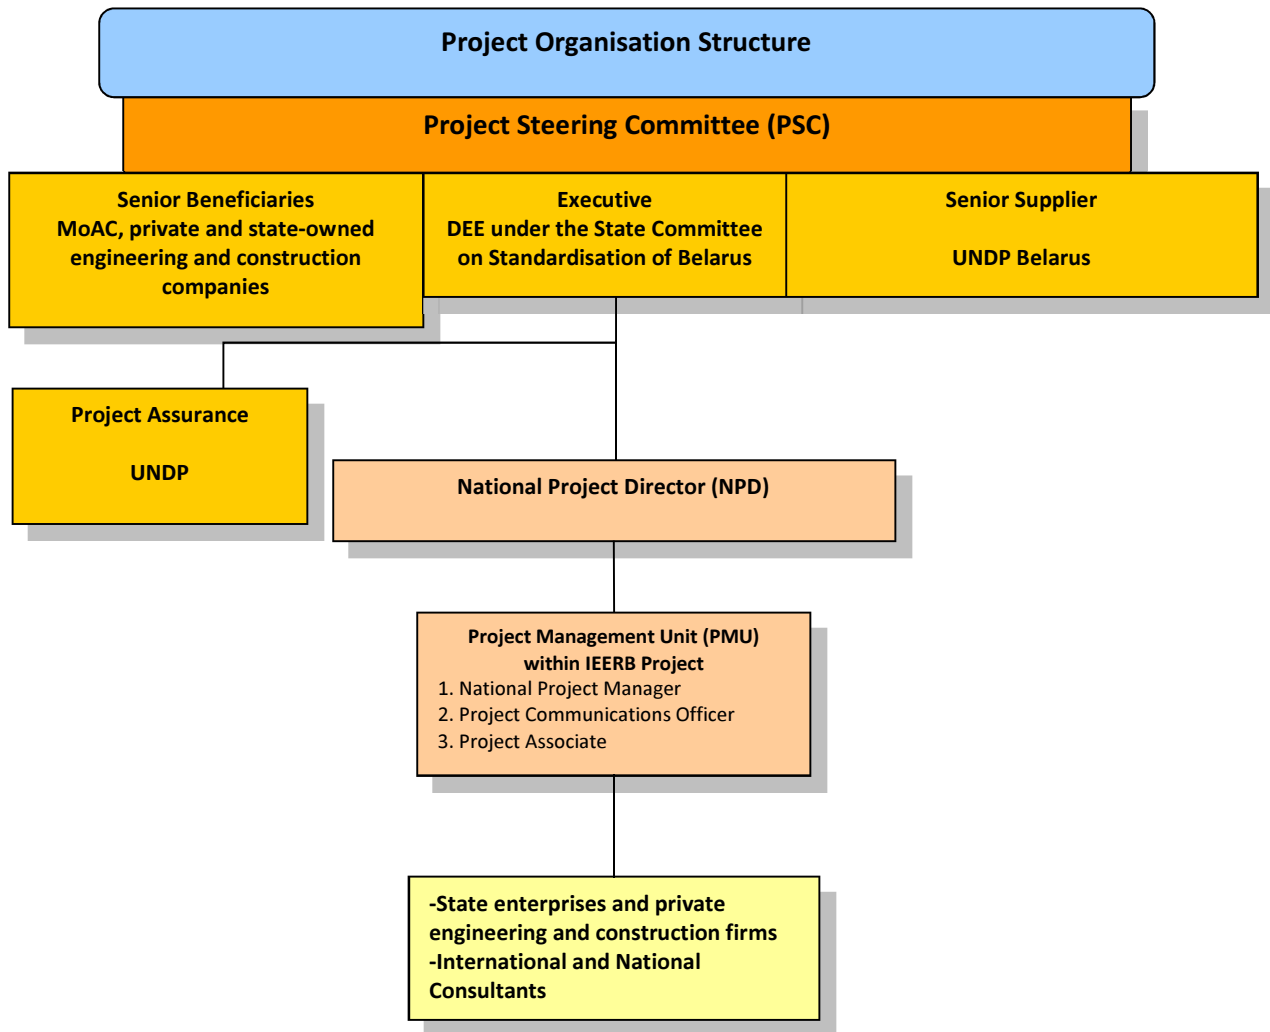 Project Organisation Structure
Project Steering Committee (PSC)
Senior Beneficiaries
MoAC, private and state-owned
engineering and construction
companies
Executive
DEE under the State Committee
on Standardisation of Belarus
Senior Supplier
UNDP Belarus
Project Assurance
UNDP
National Project Director (NPD)
Project Management Unit (PMU)
within IEERB Project
1. National Project Manager
2. Project Communications Officer
3. Project Associate
-State enterprises and private
engineering and construction firms
-International and National
Consultants